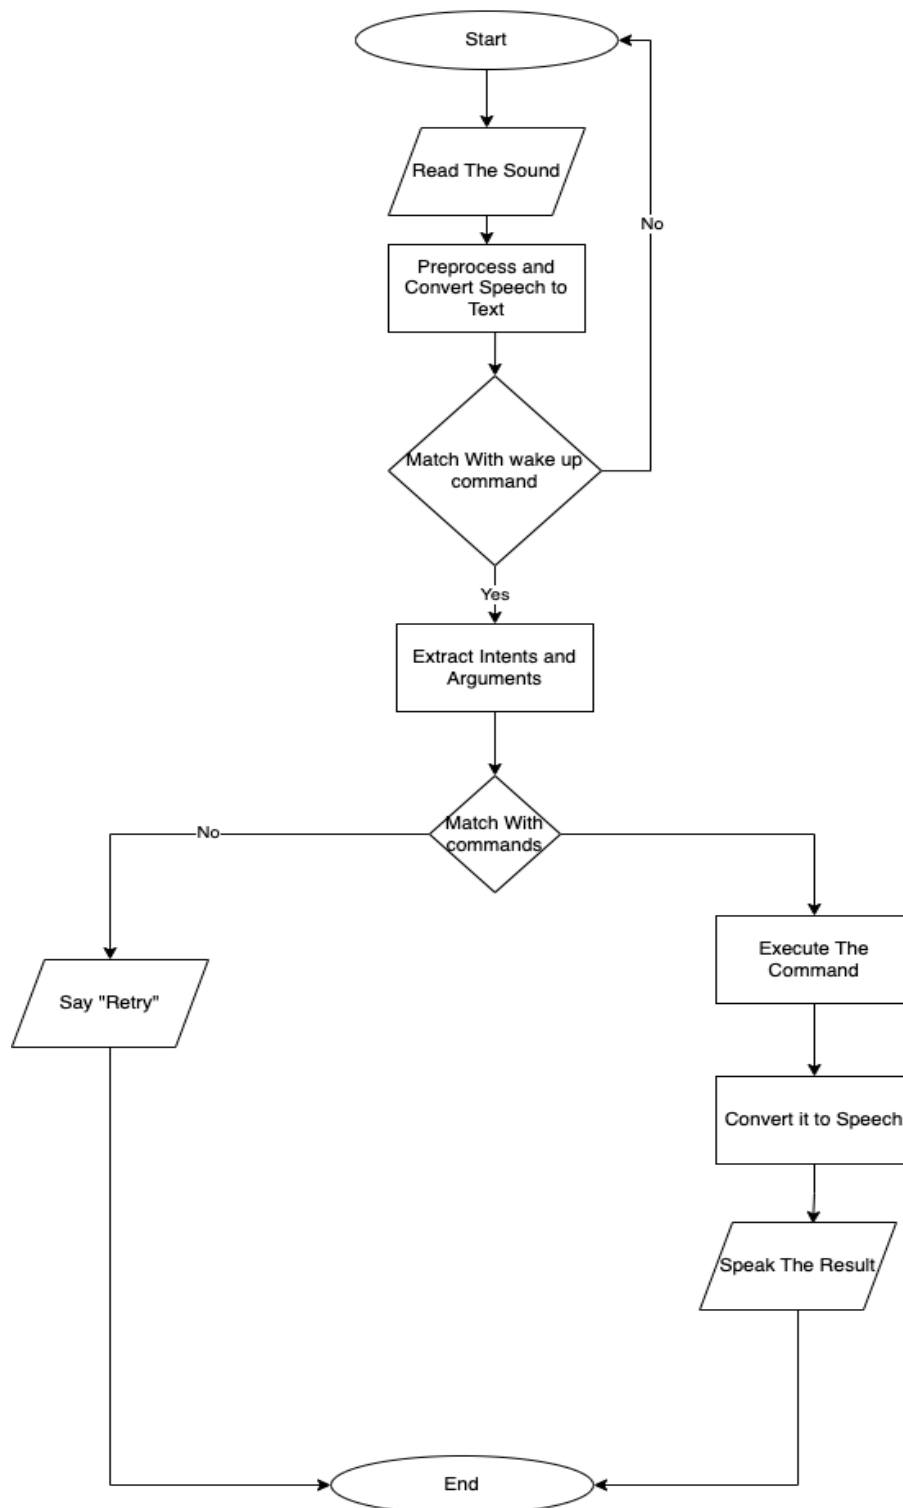 Start
Read The Sound
No
Preprocess and
Convert Speech to
Text
Match With wake up
command
Yes
Extract Intents and
Arguments
No
Match With
commands
Execute The
Command
Say "Retry"
Convert it to Speech
Speak The Result
End